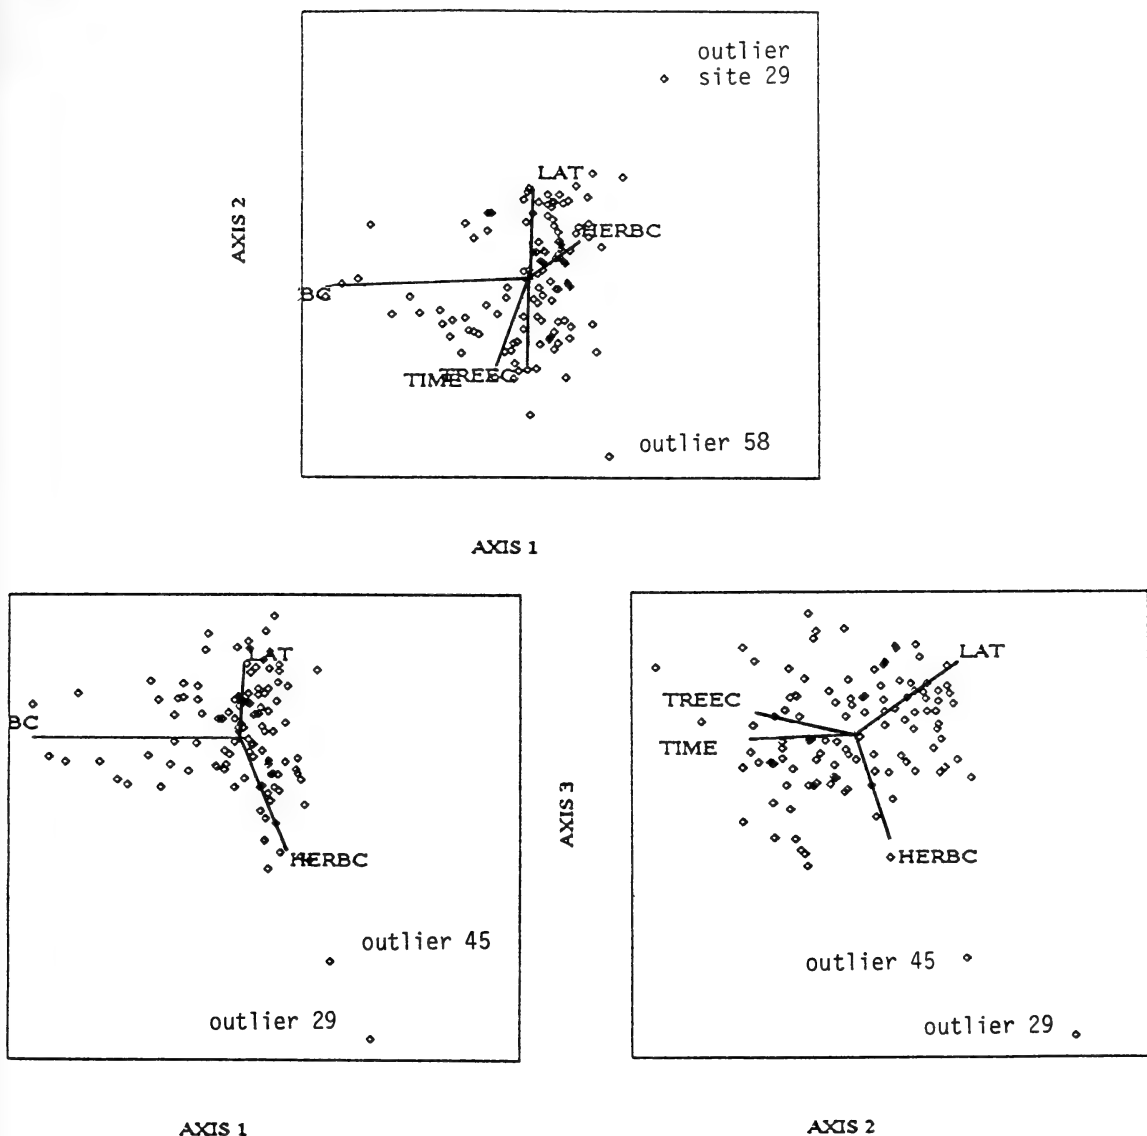 outlier
site 29
LAT
HERBC
BC
TIME
TREEC
outlier 58
AXIS 2
AXIS 1
LAT
BC
HERBC
outlier 45
outlier 29
AXIS 1
LAT
TREEC
TIME
HERBC
outlier 45
outlier 29
AXIS 3
AXIS 2